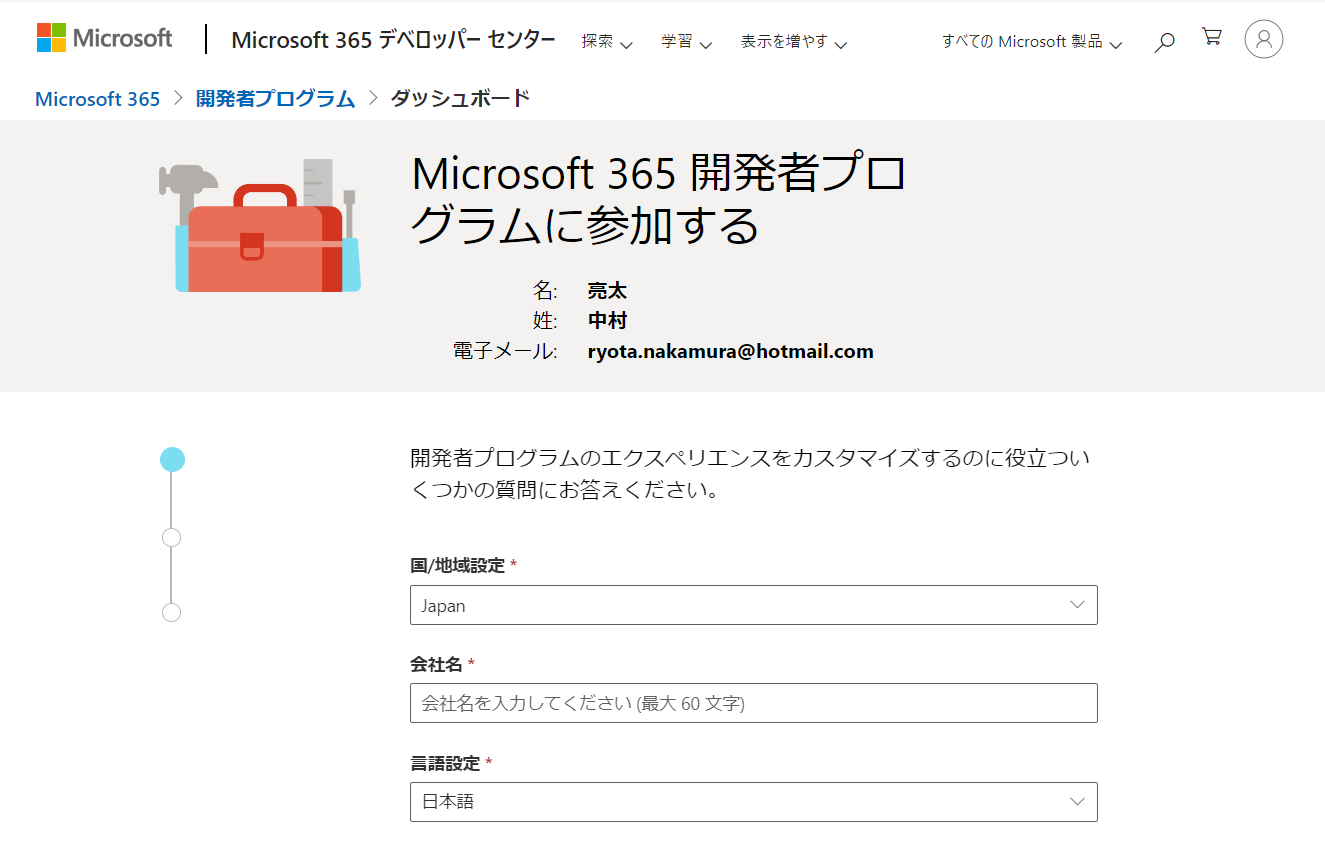 Microsoft
Microsoft 365 デベロッパー センター
探索
学習
表示を増やす
すべての Microsoft 製品
Microsoft 365 > 開発者プログラム > ダッシュボード
Microsoft 365 開発者プロ
グラムに参加する
名: 亮太
姓: 中村
電子メール: ryota.nakamura@hotmail.com
開発者プログラムのエクスペリエンスをカスタマイズするのに役立つい
くつかの質問にお答えください。
国/地域設定 *
Japan
会社名 *
会社名を入力してください (最大 60 文字)
言語設定 *
日本語